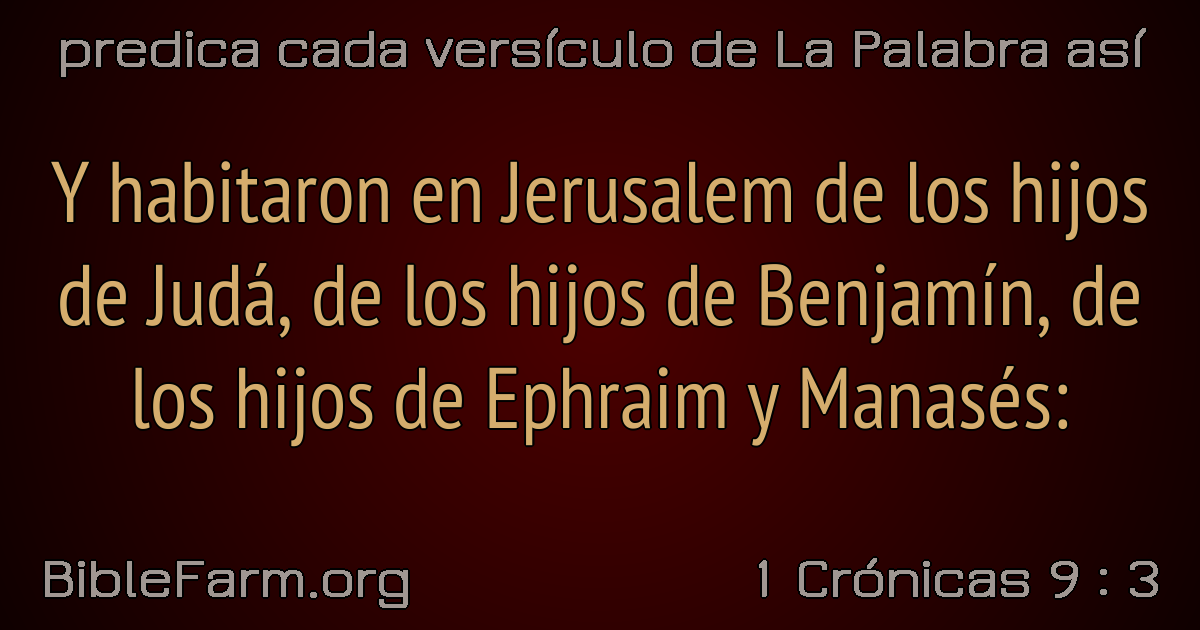 predica cada versículo de La Palabra así
Y habitaron en Jerusalem de los hijos
de Judá, de los hijos de Benjamín, de
los hijos de Ephraim y Manasés:
BibleFarm.org
1 Crónicas 9 : 3